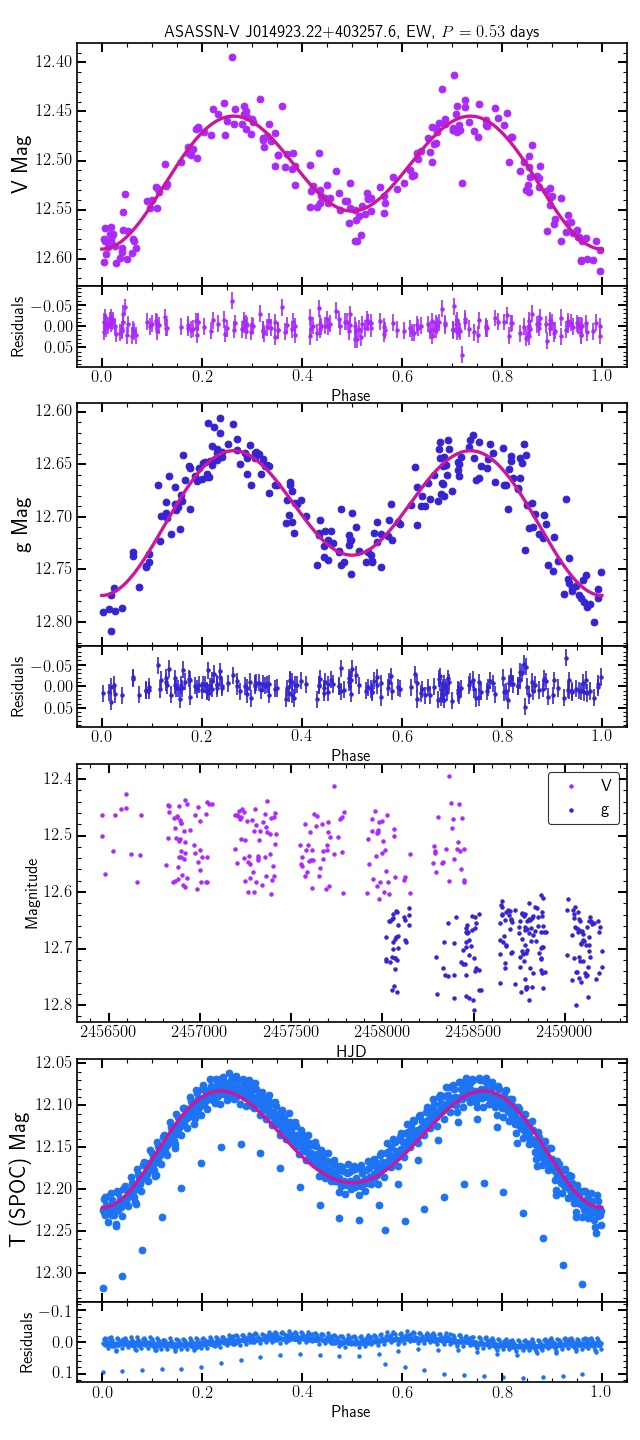 ASASSN-V J014923.22+403257.6, EW, P = 0.53 days
12.40
12.45
12.50
12.55
12.60
V Mag
−0.05
0.00
0.05
Residuals
0.0 0.2 0.4 0.6 0.8 1.0
Phase
12.60
12.65
12.70
12.75
12.80
g Mag
−0.05
0.00
0.05
Residuals
0.0 0.2 0.4 0.6 0.8 1.0
Phase
12.4
12.5
12.6
12.7
12.8
Magnitude
V
g
2456500 2457000 2457500 2458000 2458500 2459000
HJD
12.05
12.10
12.15
12.20
12.25
12.30
T (SPOC) Mag
−0.1
0.0
0.1
Residuals
0.0 0.2 0.4 0.6 0.8 1.0
Phase